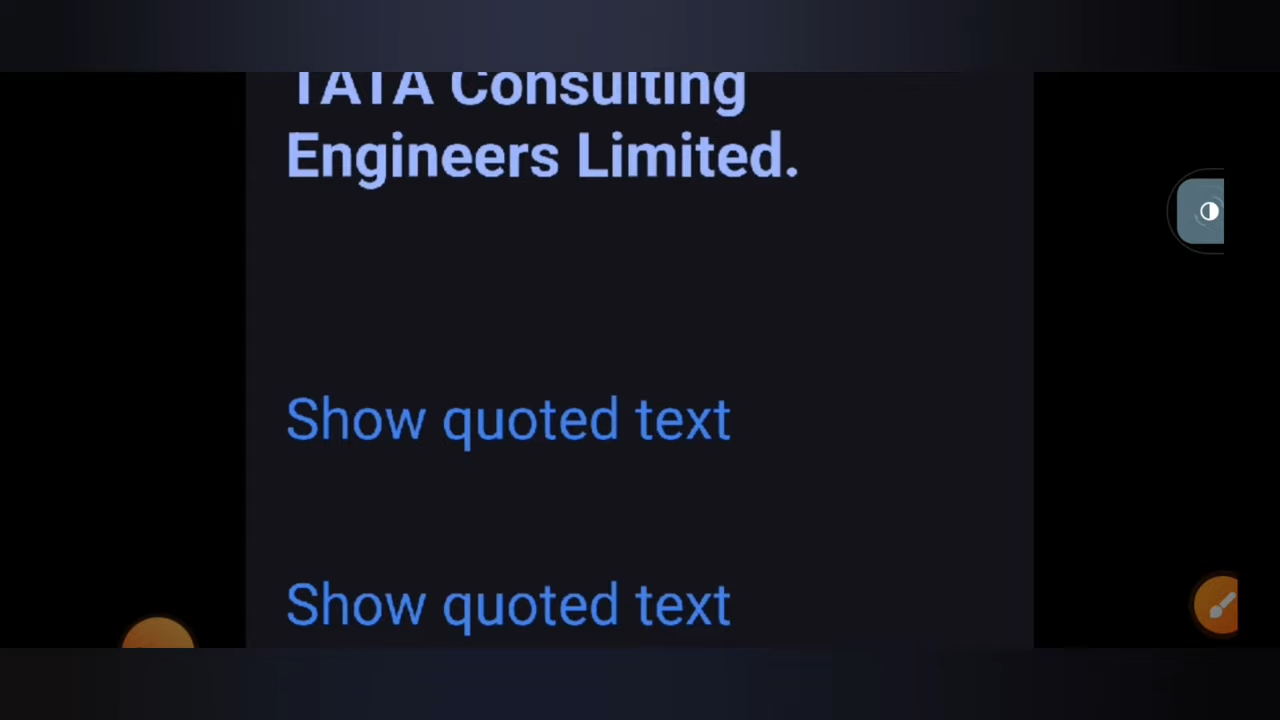 TATA Consulting
Engineers Limited.
Show quoted text
Show quoted text